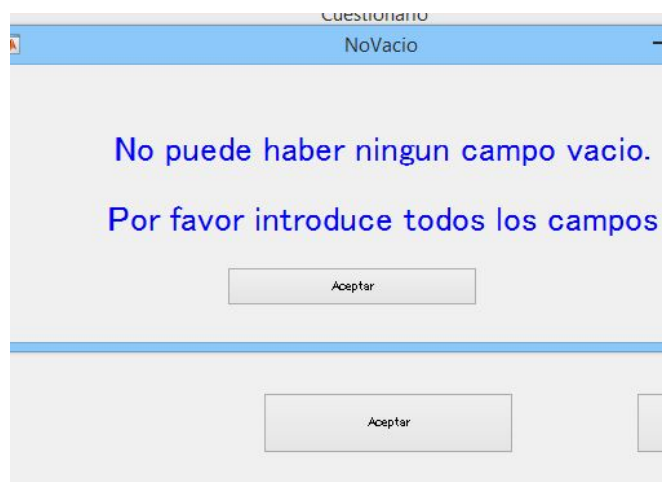 Cuestionario
NoVacio
No puede haber ningun campo vacio.
Por favor introduce todos los campos
Aceptar
Aceptar